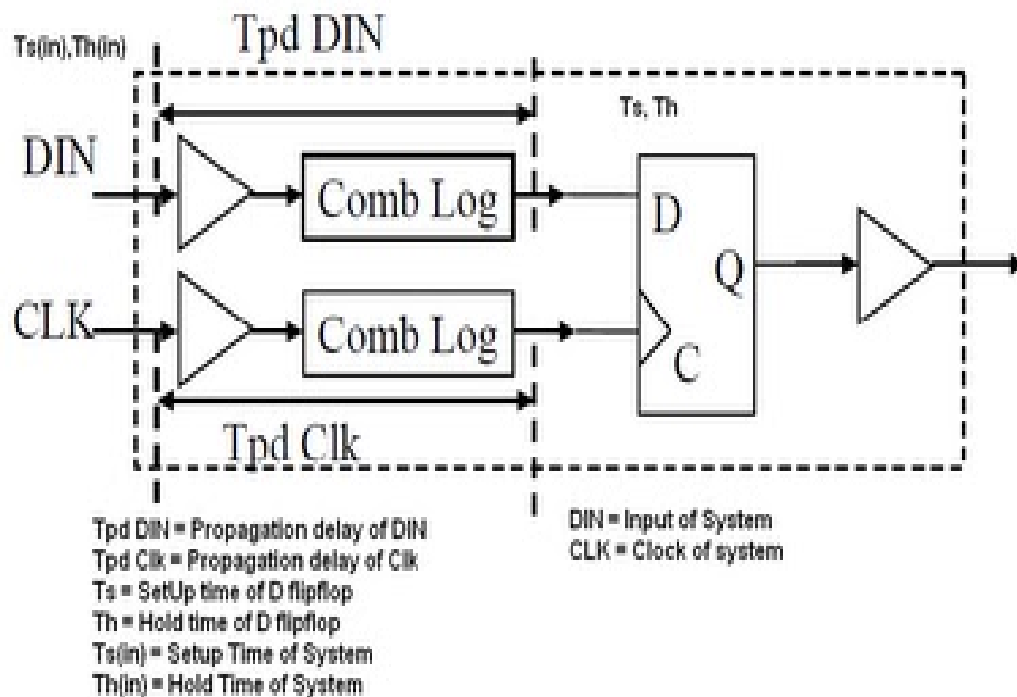 Ts(in),Th(in)
Tpd DIN
Ts, Th
DIN
Comb Log
D
Q
CLK
Comb Log
C
Tpd Clk
Tpd DIN = Propagation delay of DIN
Tpd Clk = Propagation delay of Clk
Ts = SetUp time of D flipflop
Th = Hold time of D flipflop
Ts(in) = Setup Time of System
Th(in) = Hold Time of System
DIN = Input of System
CLK = Clock of system